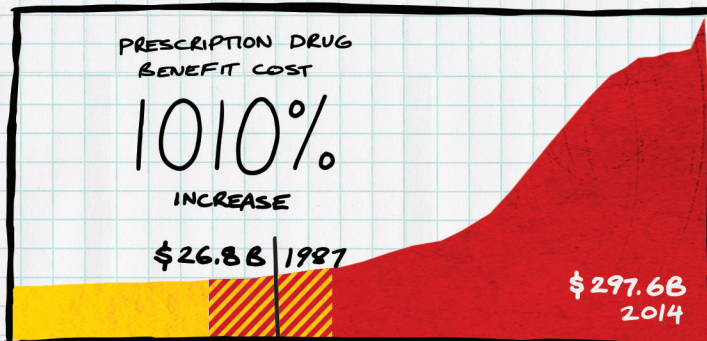 PRESCRIPTION DRUG
BENEFIT COST
1010%
INCREASE
$26.8B 1987
$297.6B
2014